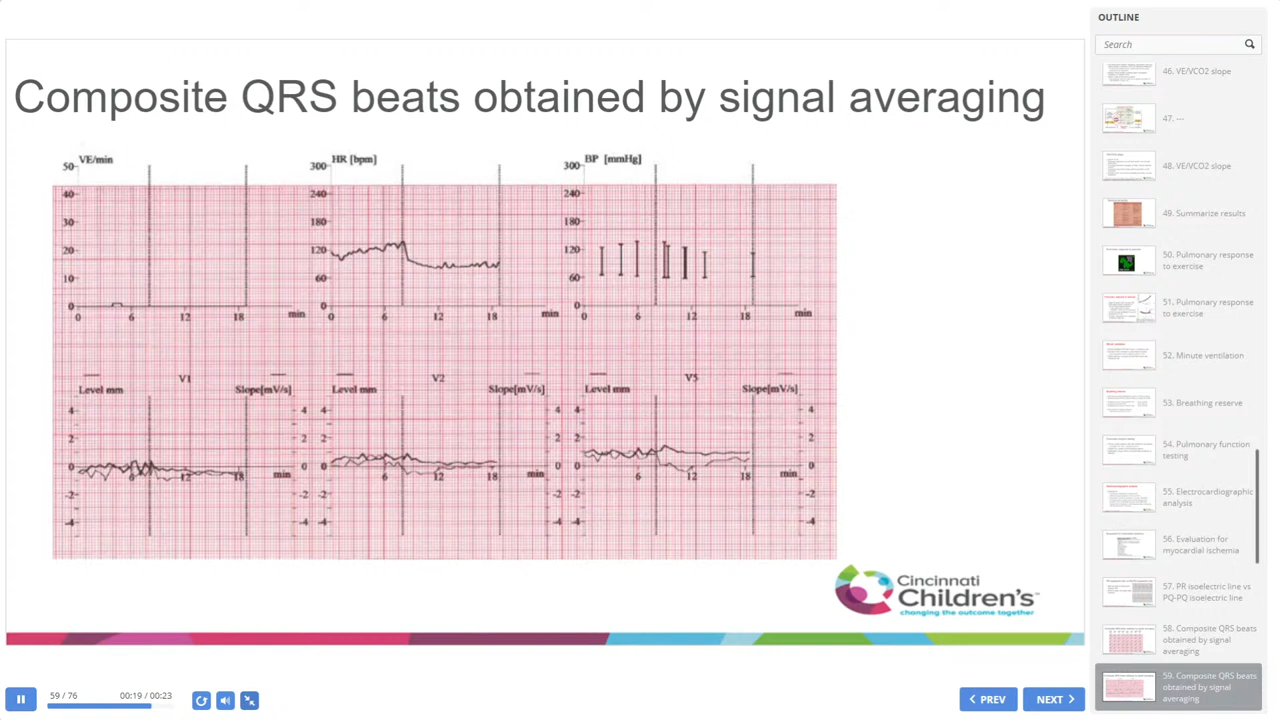 Composite QRS beats obtained by signal averaging
VE/min
HR [bpm]
BP [mmHg]
50
40
30
20
10
0
0 6 12 18 min
300
240
180
120
60
0
0 6 12 18 min
300
240
180
120
60
0
0 6 12 18 min
V1
Level mm
Slope[mV/s]
4
2
0
-2
-4
6 12 18 min
4
2
0
-2
-4
V2
Level mm
Slope[mV/s]
4
2
0
-2
-4
6 12 18 min
4
2
0
-2
-4
V5
Level mm
Slope[mV/s]
4
2
0
-2
-4
6 12 18 min
4
2
0
-2
-4
Cincinnati
Children's™
changing the outcome together
59 / 76
00:19 / 00:23
PREV
NEXT
OUTLINE
Search
46. VE/VCO2 slope
47. ---
48. VE/VCO2 slope
49. Summarize results
50. Pulmonary response
to exercise
51. Pulmonary response
to exercise
52. Minute ventilation
53. Breathing reserve
54. Pulmonary function
testing
55. Electrocardiographic
analysis
56. Evaluation for
myocardial ischemia
57. PR isoelectric line vs
PQ-PQ isoelectric line
58. Composite QRS beats
obtained by signal
averaging
59. Composite QRS beats
obtained by signal
averaging